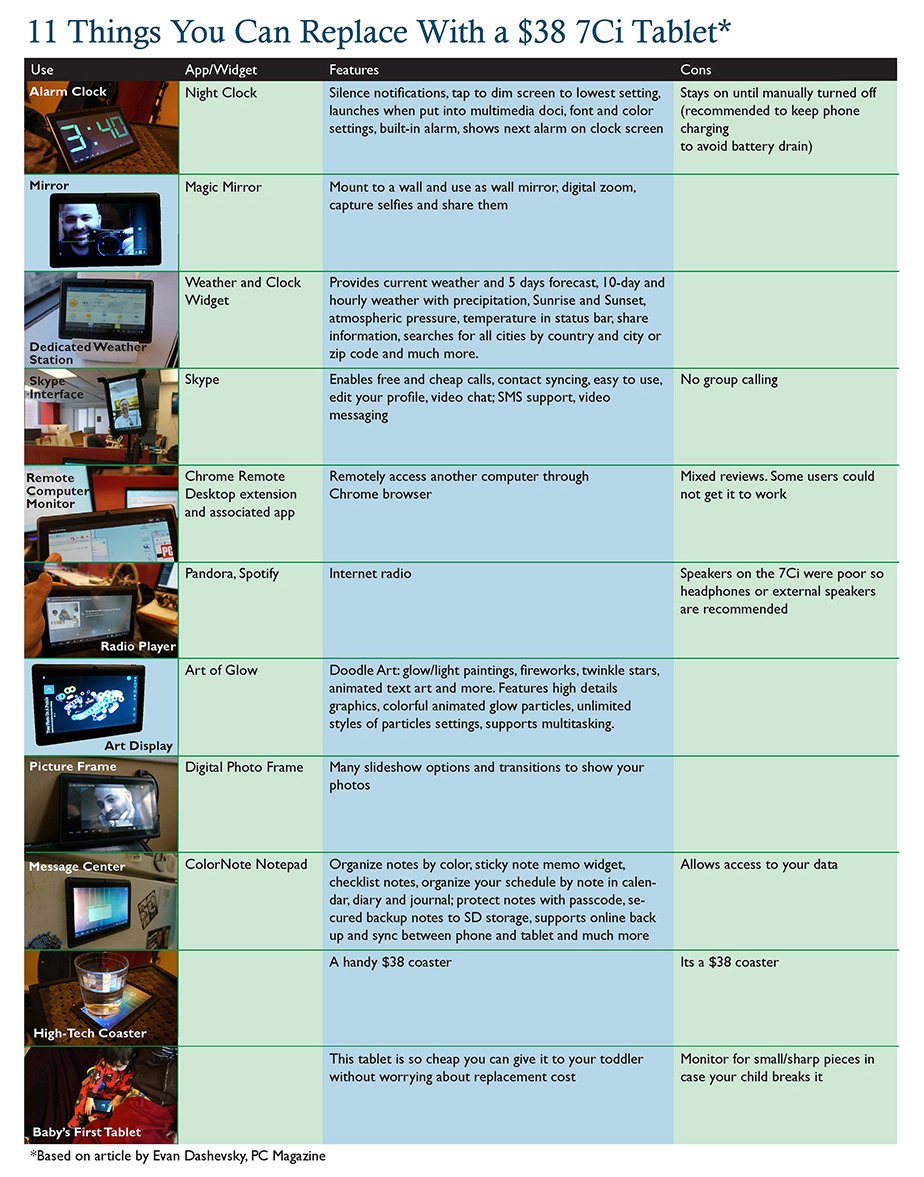 11 Things You Can Replace With a $38 7Ci Tablet*
Use App/Widget Features Cons
Alarm Clock
3:40
Night Clock
Silence notifications, tap to dim screen to lowest setting,
launches when put into multimedia doci, font and color
settings, built-in alarm, shows next alarm on clock screen
Stays on until manually turned off
(recommended to keep phone
charging
to avoid battery drain)
Mirror
Magic Mirror
Mount to a wall and use as wall mirror, digital zoom,
capture selfies and share them
Dedicated Weather
Station
Weather and Clock
Widget
Provides current weather and 5 days forecast, 10-day and
hourly weather with precipitation, Sunrise and Sunset,
atmospheric pressure, temperature in status bar, share
information, searches for all cities by country and city or
zip code and much more.
Skype
Interface
Skype
Enables free and cheap calls, contact syncing, easy to use,
edit your profile, video chat; SMS support, video
messaging
No group calling
Remote
Computer
Monitor
PC
Chrome Remote
Desktop extension
and associated app
Remotely access another computer through
Chrome browser
Mixed reviews. Some users could
not get it to work
Radio Player
Pandora, Spotify
Internet radio
Speakers on the 7Ci were poor so
headphones or external speakers
are recommended
Art Display
Art of Glow
Doodle Art: glow/light paintings, fireworks, twinkle stars,
animated text art and more. Features high details
graphics, colorful animated glow particles, unlimited
styles of particles settings, supports multitasking.
Picture Frame
Digital Photo Frame
Many slideshow options and transitions to show your
photos
Message Center
ColorNote Notepad
Organize notes by color, sticky note memo widget,
checklist notes, organize your schedule by note in calen-
dar, diary and journal; protect notes with passcode, se-
cured backup notes to SD storage, supports online back
up and sync between phone and tablet and much more
Allows access to your data
High-Tech Coaster
A handy $38 coaster
Its a $38 coaster
Baby's First Tablet
This tablet is so cheap you can give it to your toddler
without worrying about replacement cost
Monitor for small/sharp pieces in
case your child breaks it
*Based on article by Evan Dashevsky, PC Magazine